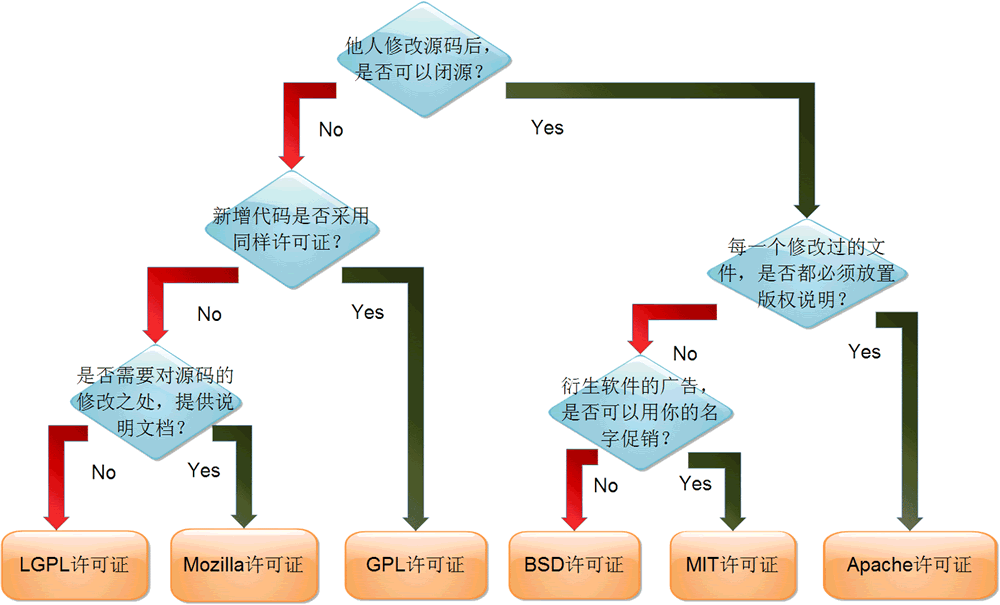 他人修改源码后，
是否可以闭源？
No
Yes
新增代码是否采用
同样许可证？
每一个修改过的文
件，是否都必须放置
版权说明？
No
Yes
No
Yes
是否需要对源码的
修改之处，提供说
明文档？
衍生软件的广告，
是否可以用你的名
字促销？
No
Yes
No
Yes
LGPL许可证
Mozilla许可证
GPL许可证
BSD许可证
MIT许可证
Apache许可证